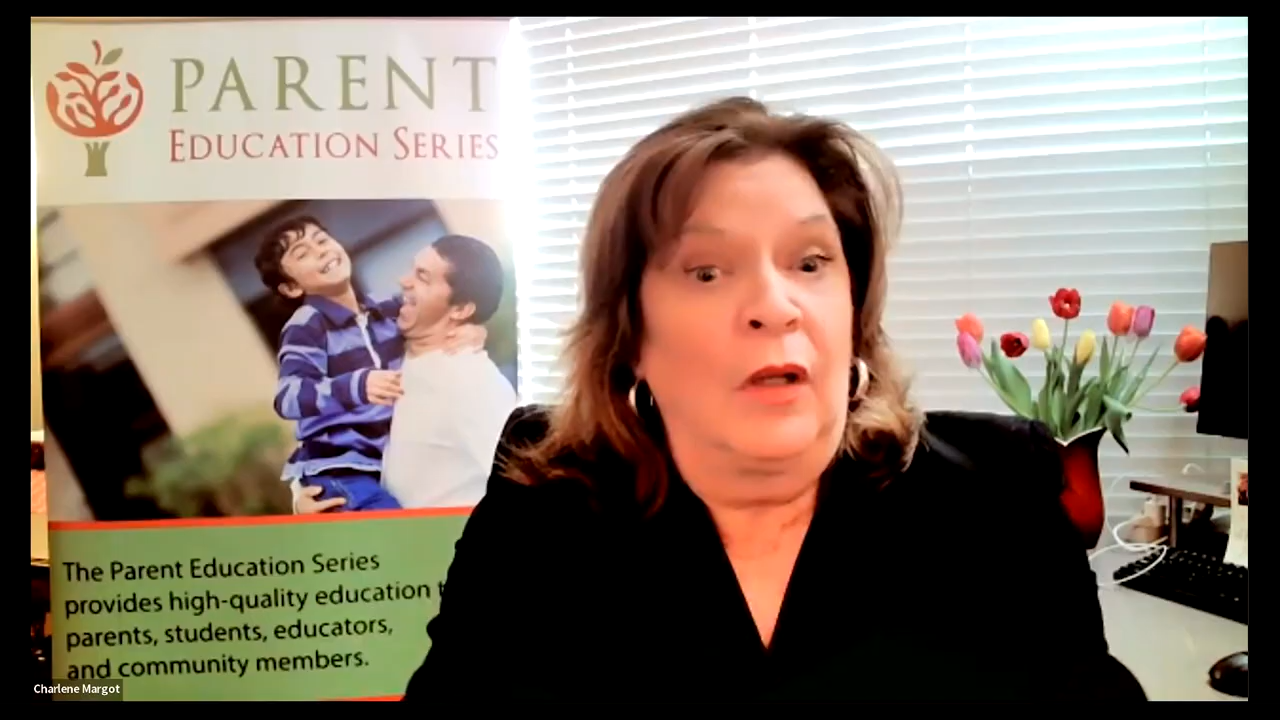 PARENT
EDUCATION SERIES
The Parent Education Series
provides high-quality education
parents, students, educators,
and community members.
Charlene Margot